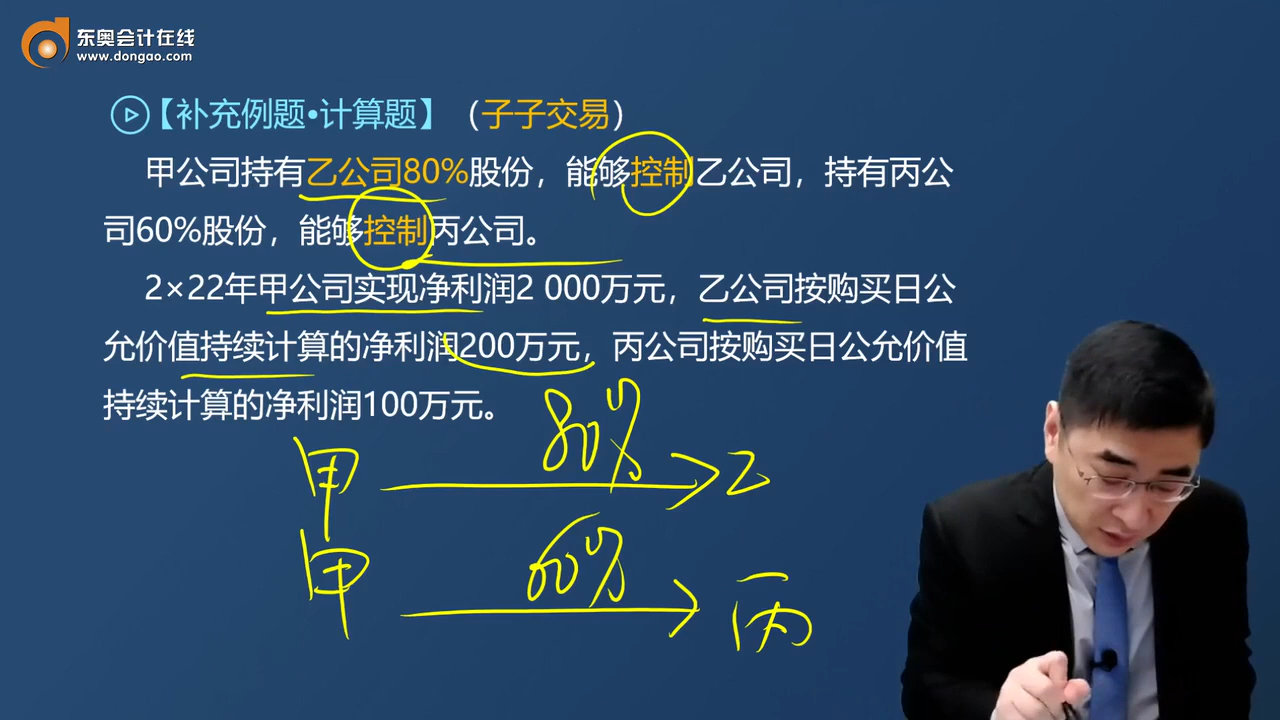 东奥会计在线
www.dongao.com
【补充例题•计算题】（子子交易）
甲公司持有乙公司80%股份，能够控制乙公司，持有丙公
司60%股份，能够控制丙公司。
2×22年甲公司实现净利润2 000万元，乙公司按购买日公
允价值持续计算的净利润200万元，丙公司按购买日公允价值
持续计算的净利润100万元。
甲 80% 乙
甲 60% 丙